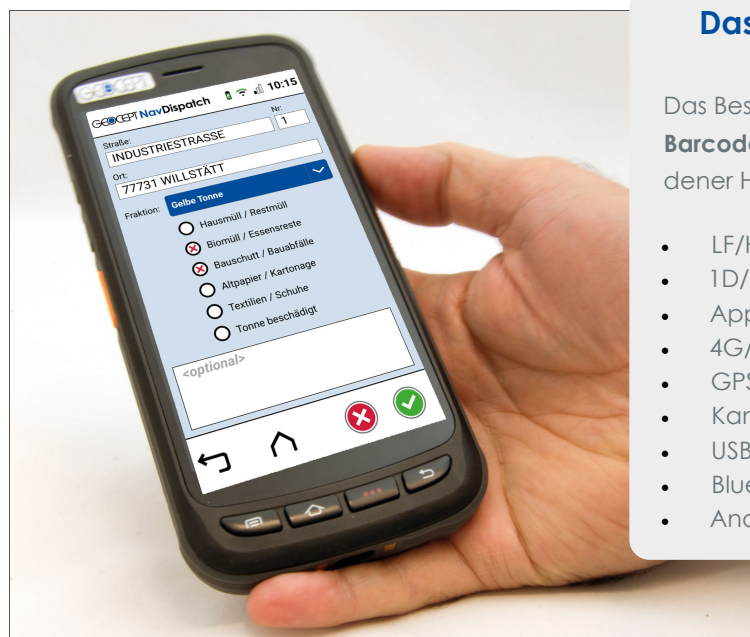 GEOCEPT
GEOCEPT NavDispatch 10:15
Straße: Nr:
INDUSTRIESTRASSE 1
Ort:
77731 WILLSTÄTT
Fraktion: Gelbe Tonne
Hausmüll / Restmüll
Biomüll / Essensreste
Bauschutt / Bauabfälle
Altpapier / Kartonage
Textilien / Schuhe
Tonne beschädigt
<optional>
Das
Das Bes
Barcod
dener H
• LF/
• 1D/
• App
• 4G/
• GPS
• Kar
• USB
• Blue
• And